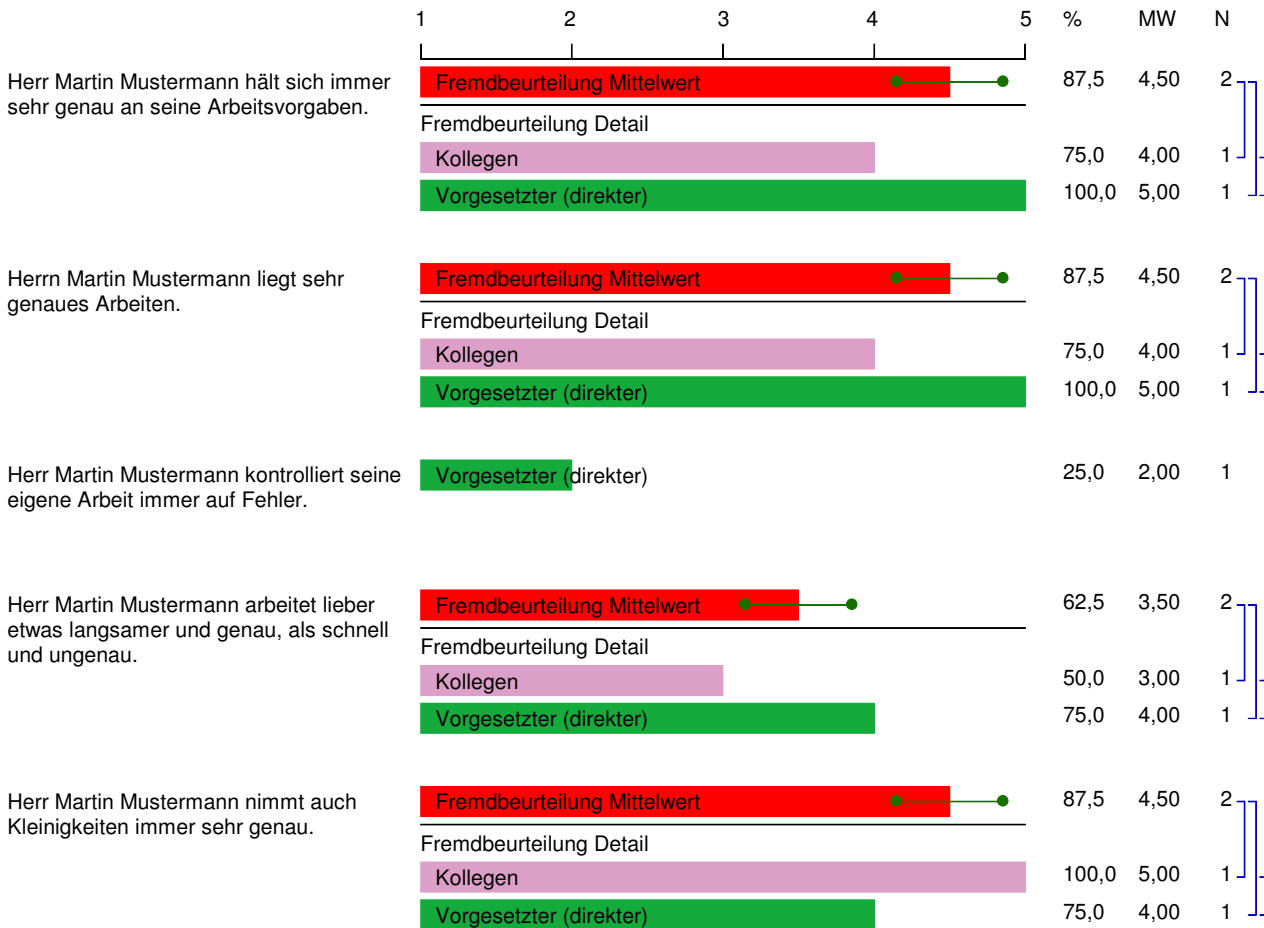 1 2 3 4 5 % MW N
Herr Martin Mustermann hält sich immer
sehr genau an seine Arbeitsvorgaben.
Fremdbeurteilung Mittelwert 87,5 4,50 2
Fremdbeurteilung Detail
Kollegen 75,0 4,00 1
Vorgesetzter (direkter) 100,0 5,00 1
Herrn Martin Mustermann liegt sehr
genaues Arbeiten.
Fremdbeurteilung Mittelwert 87,5 4,50 2
Fremdbeurteilung Detail
Kollegen 75,0 4,00 1
Vorgesetzter (direkter) 100,0 5,00 1
Herr Martin Mustermann kontrolliert seine
eigene Arbeit immer auf Fehler.
Vorgesetzter (direkter) 25,0 2,00 1
Herr Martin Mustermann arbeitet lieber
etwas langsamer und genau, als schnell
und ungenau.
Fremdbeurteilung Mittelwert 62,5 3,50 2
Fremdbeurteilung Detail
Kollegen 50,0 3,00 1
Vorgesetzter (direkter) 75,0 4,00 1
Herr Martin Mustermann nimmt auch
Kleinigkeiten immer sehr genau.
Fremdbeurteilung Mittelwert 87,5 4,50 2
Fremdbeurteilung Detail
Kollegen 100,0 5,00 1
Vorgesetzter (direkter) 75,0 4,00 1